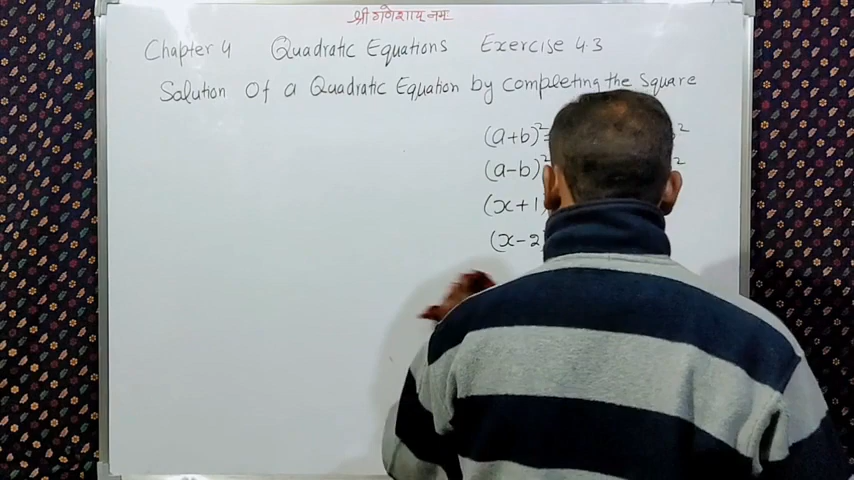 श्री गणेशाय नमः
Chapter 4 Quadratic Equations Exercise 4.3
Solution Of a Quadratic Equation by completing the Square
(a+b)²=
(a-b)²
(x+1
(x-2